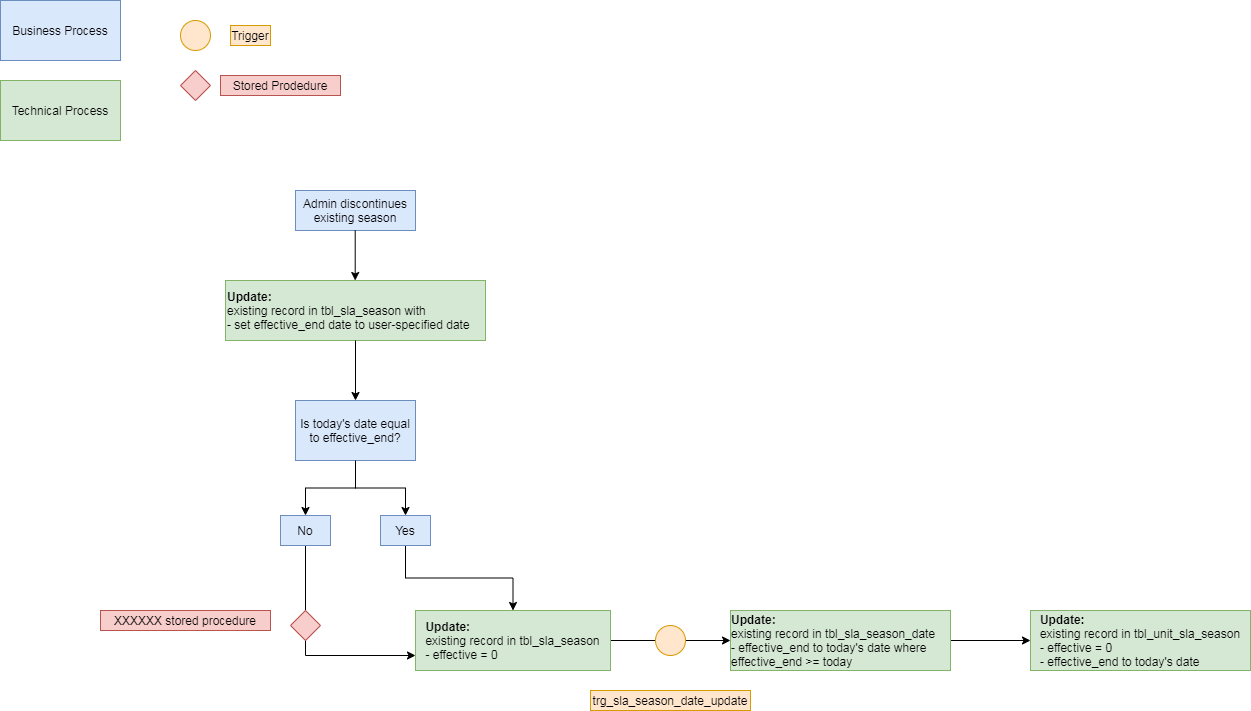 Business Process
Trigger
Stored Prodedure
Technical Process
Admin discontinues
existing season
Update:
existing record in tbl_sla_season with
- set effective_end date to user-specified date
Is today's date equal
to effective_end?
No
Yes
XXXXXX stored procedure
Update:
existing record in tbl_sla_season
- effective = 0
Update:
existing record in tbl_sla_season_date
- effective_end to today's date where
effective_end >= today
Update:
existing record in tbl_unit_sla_season
- effective = 0
- effective_end to today's date
trg_sla_season_date_update